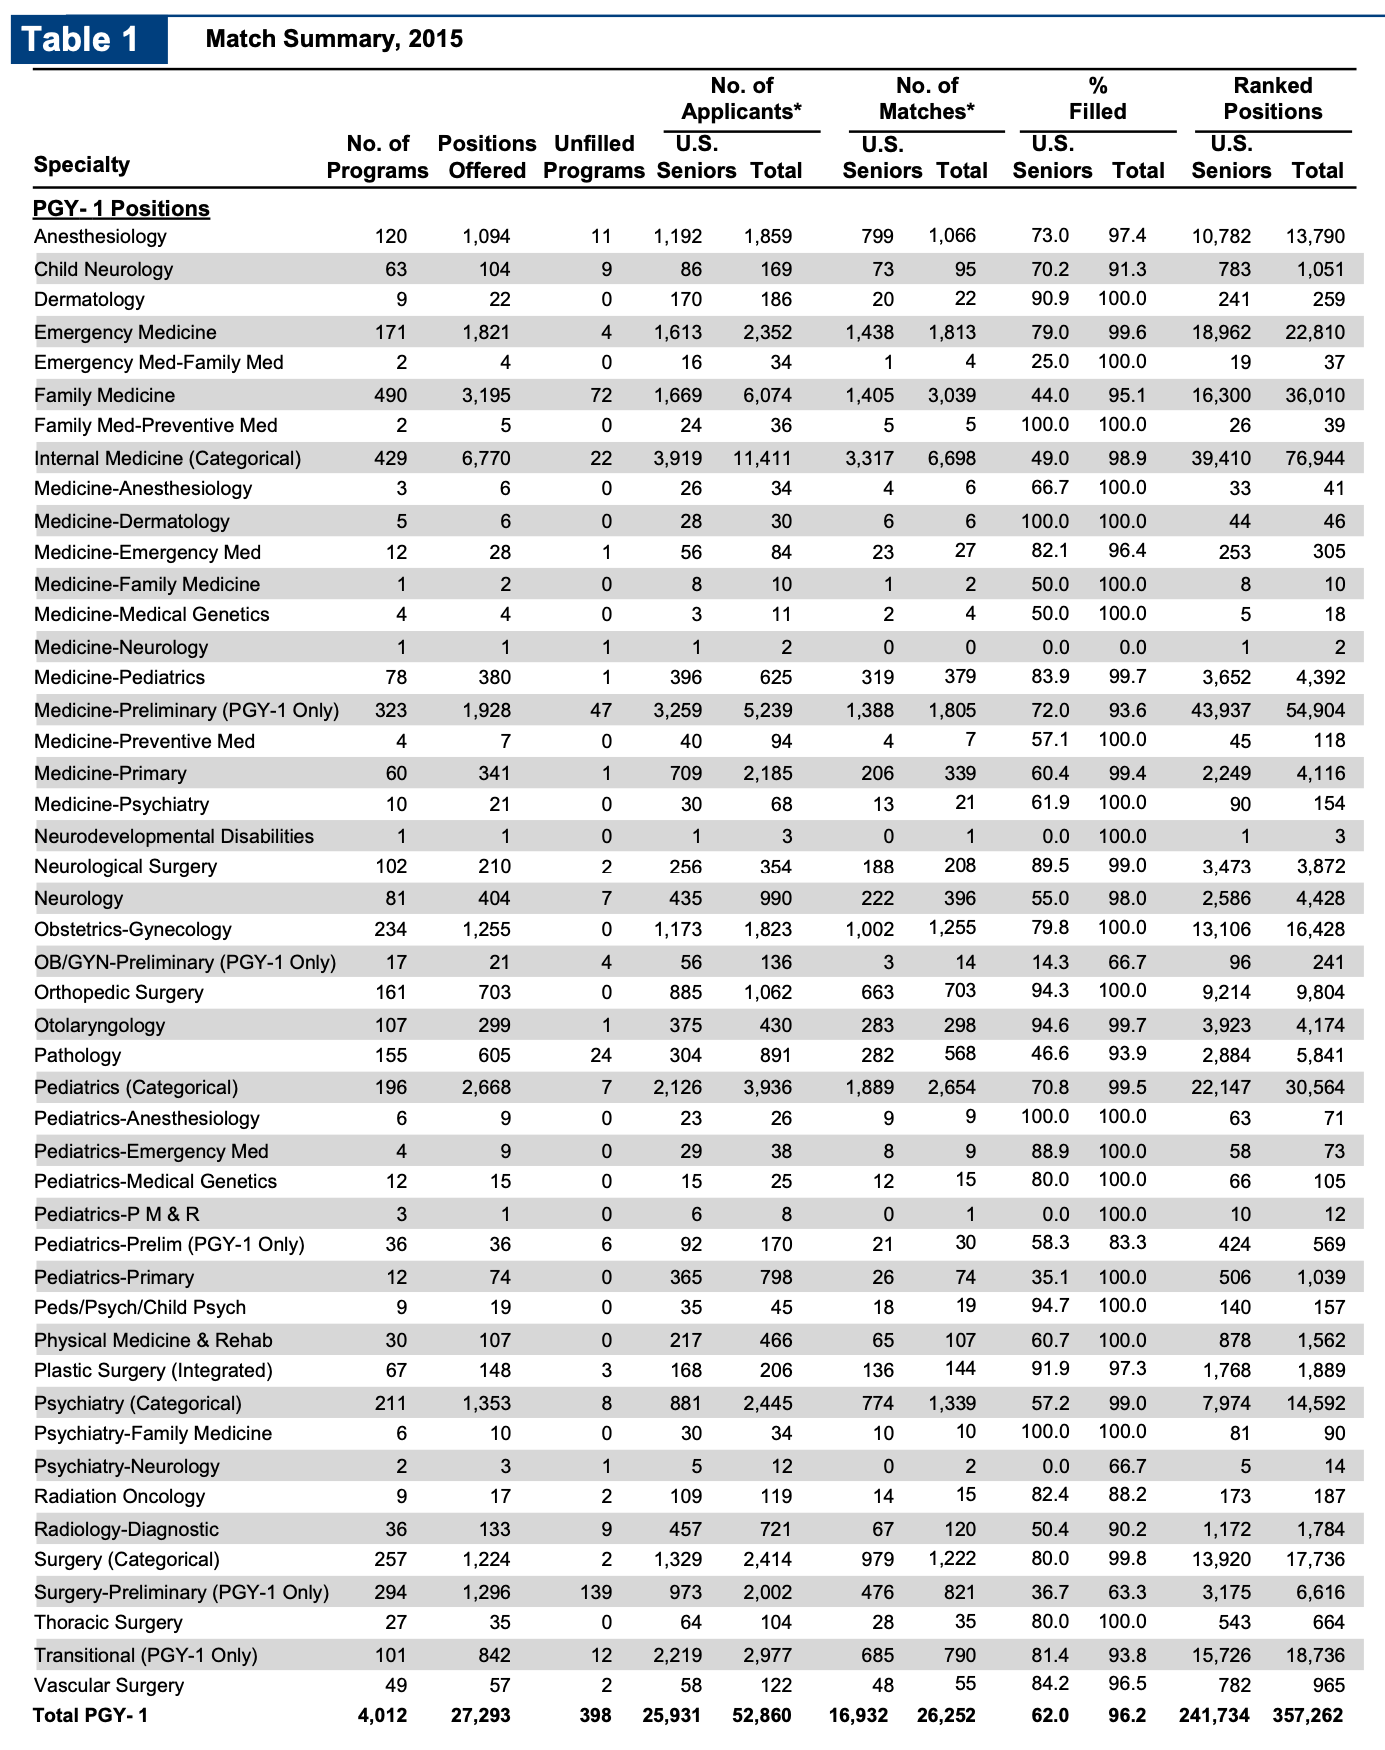 Table 1 Match Summary, 2015
No. of Applicants* No. of Matches* % Filled Ranked Positions
Specialty No. of Programs Positions Offered Unfilled Programs U.S. Seniors Total U.S. Seniors Total U.S. Seniors Total U.S. Seniors Total
PGY- 1 Positions
Anesthesiology 120 1,094 11 1,192 1,859 799 1,066 73.0 97.4 10,782 13,790
Child Neurology 63 104 9 86 169 73 95 70.2 91.3 783 1,051
Dermatology 9 22 0 170 186 20 22 90.9 100.0 241 259
Emergency Medicine 171 1,821 4 1,613 2,352 1,438 1,813 79.0 99.6 18,962 22,810
Emergency Med-Family Med 2 4 0 16 34 1 4 25.0 100.0 19 37
Family Medicine 490 3,195 72 1,669 6,074 1,405 3,039 44.0 95.1 16,300 36,010
Family Med-Preventive Med 2 5 0 24 36 5 5 100.0 100.0 26 39
Internal Medicine (Categorical) 429 6,770 22 3,919 11,411 3,317 6,698 49.0 98.9 39,410 76,944
Medicine-Anesthesiology 3 6 0 26 34 4 6 66.7 100.0 33 41
Medicine-Dermatology 5 6 0 28 30 6 6 100.0 100.0 44 46
Medicine-Emergency Med 12 28 1 56 84 23 27 82.1 96.4 253 305
Medicine-Family Medicine 1 2 0 8 10 1 2 50.0 100.0 8 10
Medicine-Medical Genetics 4 4 0 3 11 2 4 50.0 100.0 5 18
Medicine-Neurology 1 1 1 1 2 0 0 0.0 0.0 1 2
Medicine-Pediatrics 78 380 1 396 625 319 379 83.9 99.7 3,652 4,392
Medicine-Preliminary (PGY-1 Only) 323 1,928 47 3,259 5,239 1,388 1,805 72.0 93.6 43,937 54,904
Medicine-Preventive Med 4 7 0 40 94 4 7 57.1 100.0 45 118
Medicine-Primary 60 341 1 709 2,185 206 339 60.4 99.4 2,249 4,116
Medicine-Psychiatry 10 21 0 30 68 13 21 61.9 100.0 90 154
Neurodevelopmental Disabilities 1 1 0 1 3 0 1 0.0 100.0 1 3
Neurological Surgery 102 210 2 256 354 188 208 89.5 99.0 3,473 3,872
Neurology 81 404 7 435 990 222 396 55.0 98.0 2,586 4,428
Obstetrics-Gynecology 234 1,255 0 1,173 1,823 1,002 1,255 79.8 100.0 13,106 16,428
OB/GYN-Preliminary (PGY-1 Only) 17 21 4 56 136 3 14 14.3 66.7 96 241
Orthopedic Surgery 161 703 0 885 1,062 663 703 94.3 100.0 9,214 9,804
Otolaryngology 107 299 1 375 430 283 298 94.6 99.7 3,923 4,174
Pathology 155 605 24 304 891 282 568 46.6 93.9 2,884 5,841
Pediatrics (Categorical) 196 2,668 7 2,126 3,936 1,889 2,654 70.8 99.5 22,147 30,564
Pediatrics-Anesthesiology 6 9 0 23 26 9 9 100.0 100.0 63 71
Pediatrics-Emergency Med 4 9 0 29 38 8 9 88.9 100.0 58 73
Pediatrics-Medical Genetics 12 15 0 15 25 12 15 80.0 100.0 66 105
Pediatrics-P M & R 3 1 0 6 8 0 1 0.0 100.0 10 12
Pediatrics-Prelim (PGY-1 Only) 36 36 6 92 170 21 30 58.3 83.3 424 569
Pediatrics-Primary 12 74 0 365 798 26 74 35.1 100.0 506 1,039
Peds/Psych/Child Psych 9 19 0 35 45 18 19 94.7 100.0 140 157
Physical Medicine & Rehab 30 107 0 217 466 65 107 60.7 100.0 878 1,562
Plastic Surgery (Integrated) 67 148 3 168 206 136 144 91.9 97.3 1,768 1,889
Psychiatry (Categorical) 211 1,353 8 881 2,445 774 1,339 57.2 99.0 7,974 14,592
Psychiatry-Family Medicine 6 10 0 30 34 10 10 100.0 100.0 81 90
Psychiatry-Neurology 2 3 1 5 12 0 2 0.0 66.7 5 14
Radiation Oncology 9 17 2 109 119 14 15 82.4 88.2 173 187
Radiology-Diagnostic 36 133 9 457 721 67 120 50.4 90.2 1,172 1,784
Surgery (Categorical) 257 1,224 2 1,329 2,414 979 1,222 80.0 99.8 13,920 17,736
Surgery-Preliminary (PGY-1 Only) 294 1,296 139 973 2,002 476 821 36.7 63.3 3,175 6,616
Thoracic Surgery 27 35 0 64 104 28 35 80.0 100.0 543 664
Transitional (PGY-1 Only) 101 842 12 2,219 2,977 685 790 81.4 93.8 15,726 18,736
Vascular Surgery 49 57 2 58 122 48 55 84.2 96.5 782 965
Total PGY- 1 4,012 27,293 398 25,931 52,860 16,932 26,252 62.0 96.2 241,734 357,262